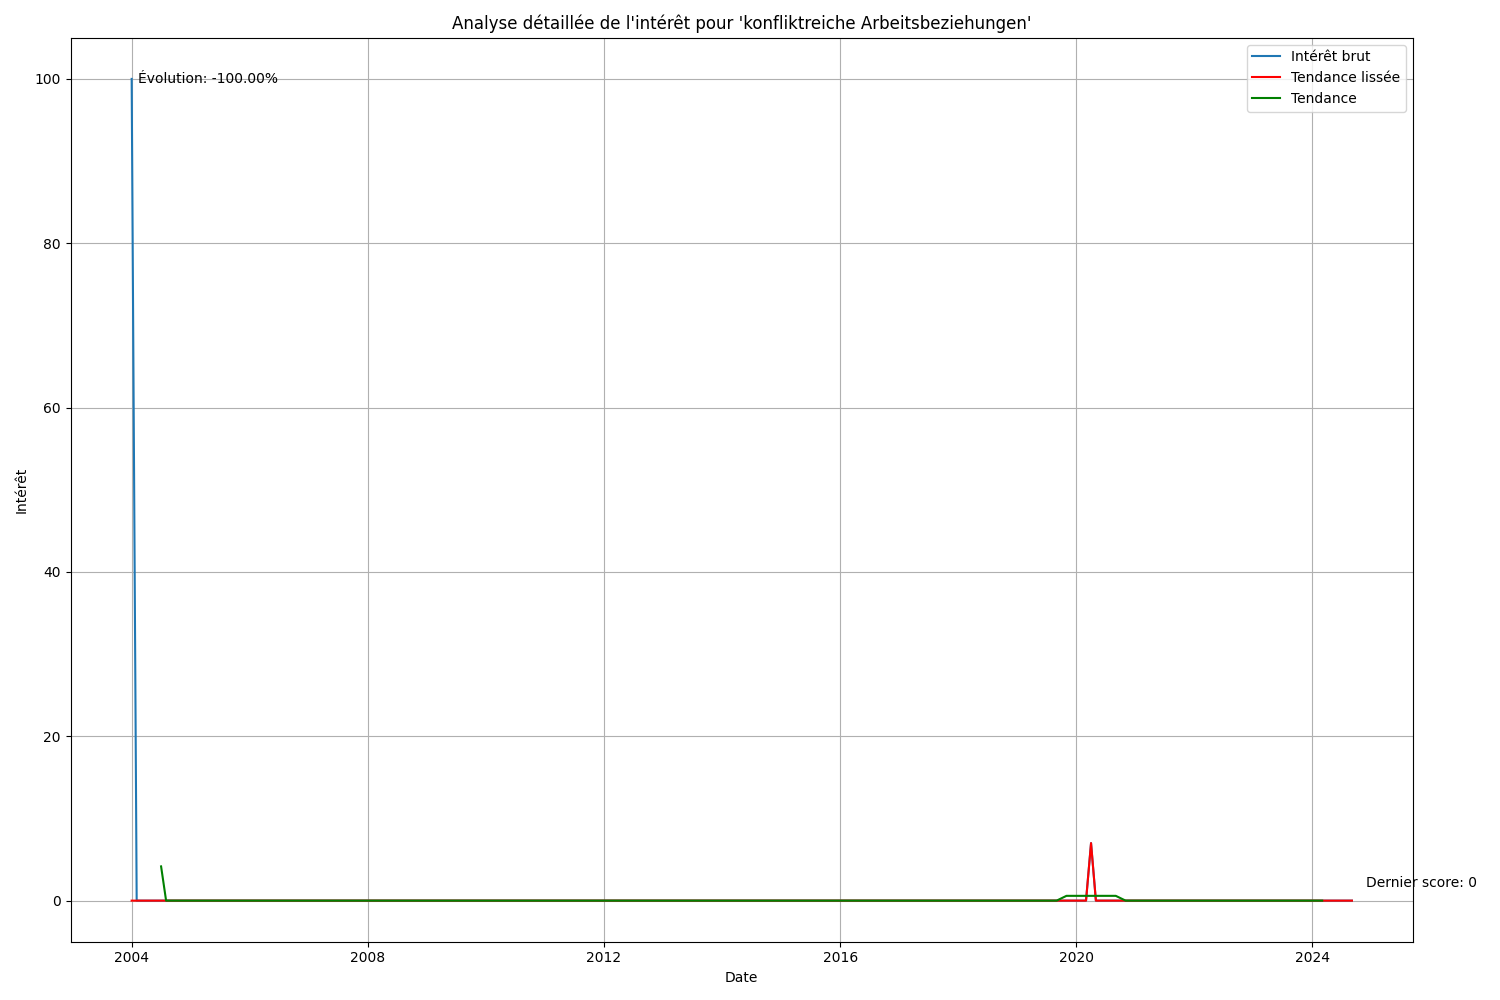 Analyse détaillée de l'intérêt pour 'konfliktreiche Arbeitsbeziehungen'
Évolution: -100.00%
Intérêt brut
Tendance lissée
Tendance
100
80
60
40
20
0
Intérêt
Dernier score: 0
2004
2008
2012
2016
2020
2024
Date